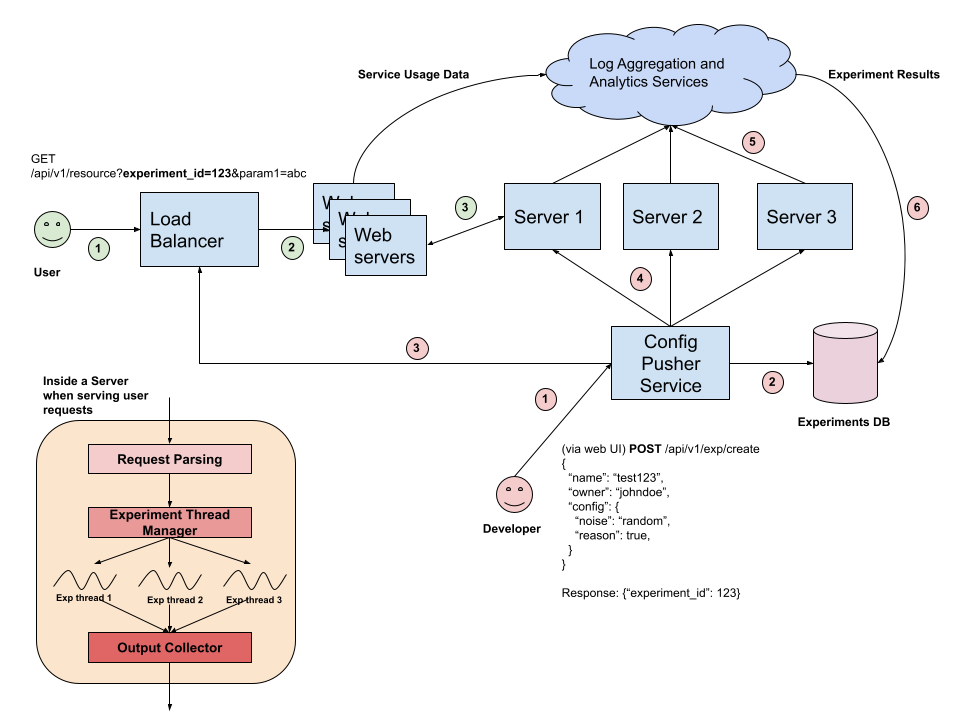 Log Aggregation and
Analytics Services
Service Usage Data
Experiment Results
GET
/api/v1/resource?experiment_id=123&param1=abc
5
Load
Balancer
We
s
We
s
Web
servers
3
Server 1
Server 2
Server 3
6
1
2
User
4
3
Config
Pusher
Service
2
1
Experiments DB
Inside a Server
when serving user
requests
Request Parsing
Experiment Thread
Manager
Exp thread 1
Exp thread 2
Exp thread 3
Output Collector
Developer
(via web UI) POST /api/v1/exp/create
{
“name”: “test123”,
“owner”: “johndoe”,
“config”: {
“noise”: “random”,
“reason”: true,
}
}
Response: {“experiment_id”: 123}